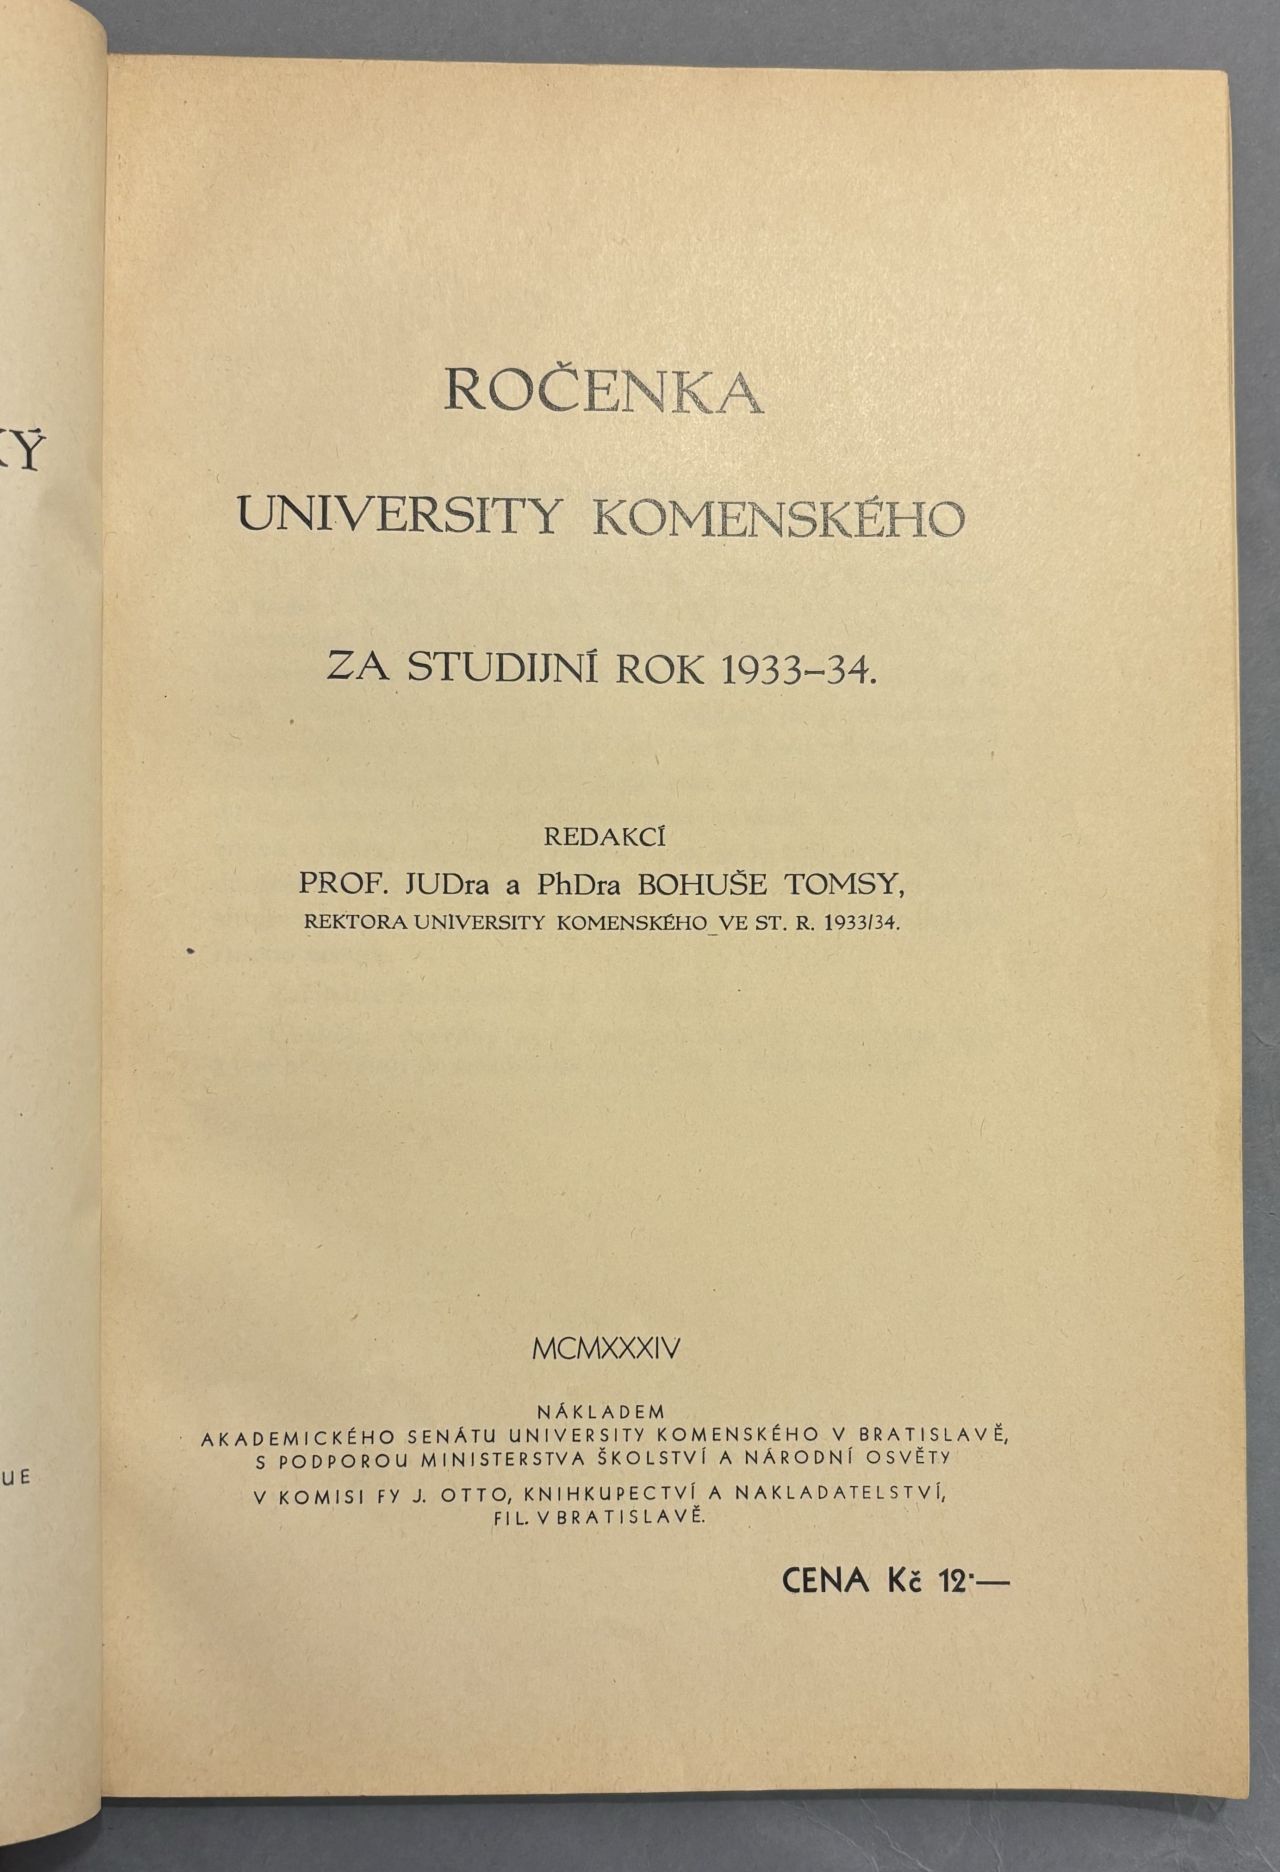 KÝ
UE
ROČENKA
UNIVERSITY KOMENSKÉHO
ZA STUDIJNÍ ROK 1933–34.
REDAKCÍ
PROF. JUDra a PhDra BOHUŠE TOMSY,
REKTORA UNIVERSITY KOMENSKÉHO VE ST. R. 1933/34.
MCMXXXIV
NÁKLADEM
AKADEMICKÉHO SENÁTU UNIVERSITY KOMENSKÉHO V BRATISLAVĚ,
S PODPOROU MINISTERSTVA ŠKOLSTVÍ A NÁRODNÍ OSVĚTY
V KOMISI FY J. OTTO, KNIHKUPECTVÍ A NAKLADATELSTVÍ,
FIL. V BRATISLAVĚ.
CENA Kč 12·—